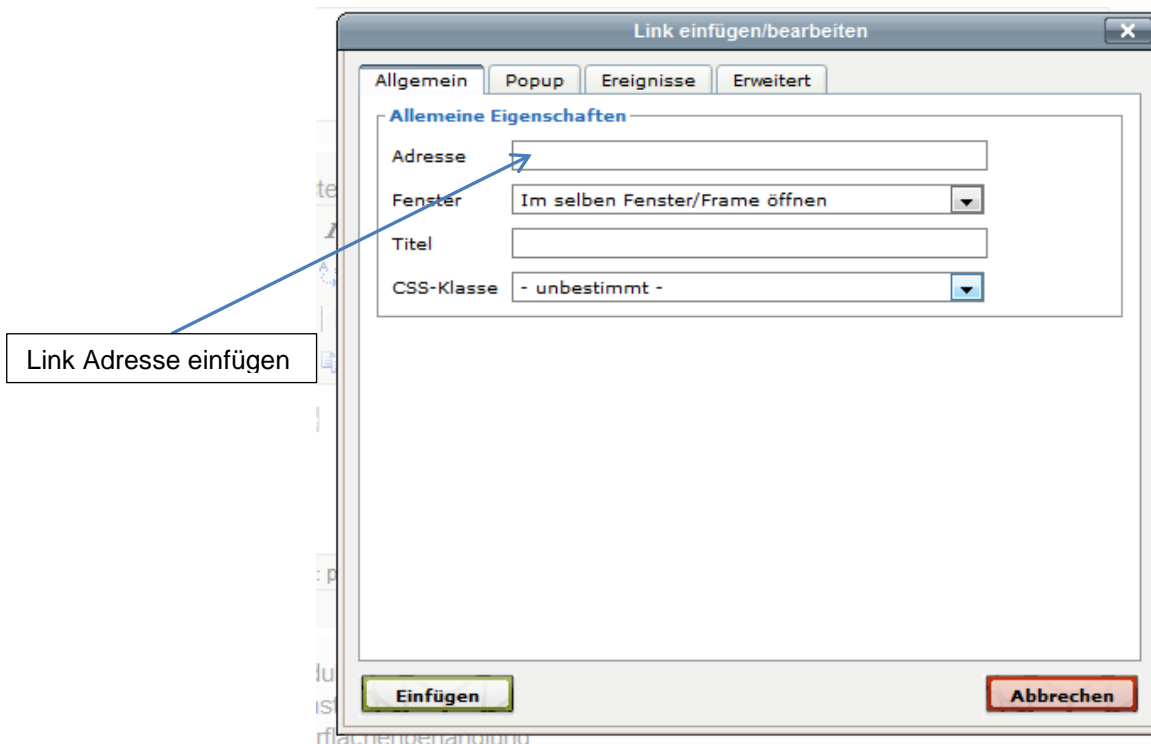 Link einfügen/bearbeiten
Allgemein Popup Ereignisse Erweitert
Allemeine Eigenschaften
Adresse
Fenster Im selben Fenster/Frame öffnen
Titel
CSS-Klasse - unbestimmt -
Link Adresse einfügen
Einfügen Abbrechen
rflächenbehandlung